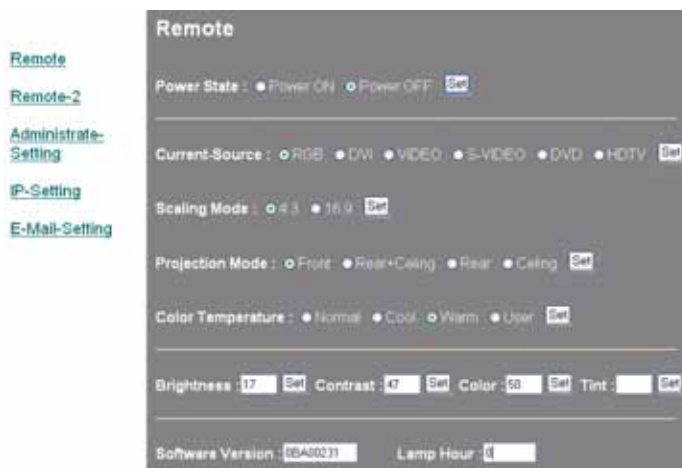 Remote
Remote-2
Administrate-
Setting
IP-Setting
E-Mail-Setting
Remote
Power State : Power ON Power OFF Set
Current-Source : RGB DVI VIDEO S-VIDEO DVD HDTV Set
Scaling Mode : 4:3 16:9 Set
Projection Mode : Front Rear+Ceiling Rear Ceiling Set
Color Temperature : Normal Cool Warm User Set
Brightness : 17 Set Contrast : 47 Set Color : 50 Set Tint : Set
Software Version : 0BA00231 Lamp Hour : 0